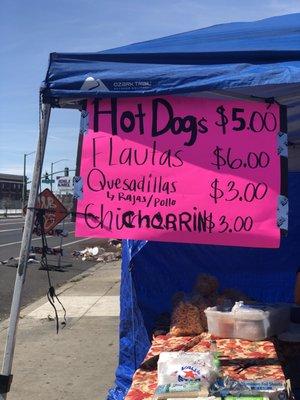 OZARK TRAIL
Hot Dogs $5.00
Flautas $6.00
Quesadillas $3.00
y Rajas/Pollo
CHICHARRIN $3.00